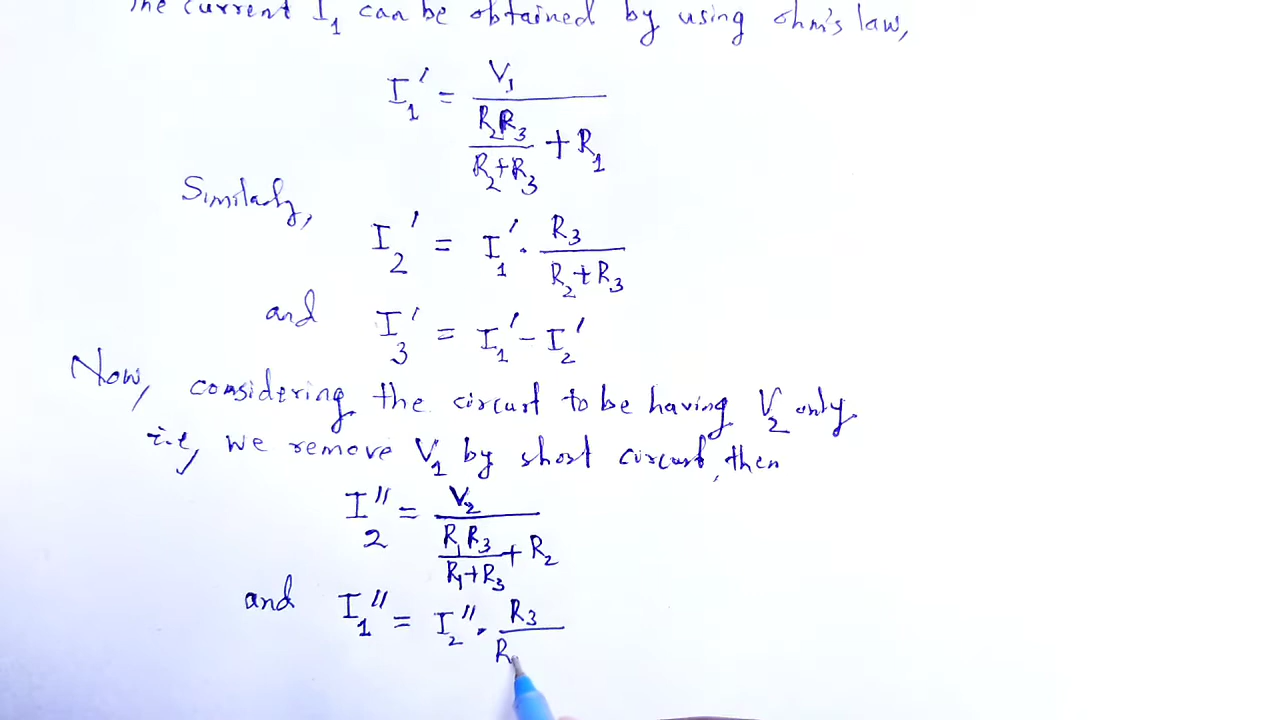 The current I₁ can be obtained by using ohm's law,
I₁' = V₁ / (R₂R₃ / (R₂+R₃) + R₁)
Similarly,
I₂' = I₁' · R₃ / (R₂+R₃)
and I₃' = I₁' - I₂'
Now, considering the circuit to be having V₂ only
i.e, we remove V₁ by short circuit, then
I₂'' = V₂ / (R₁R₃ / (R₁+R₃) + R₂)
and I₁'' = I₂'' · R₃ / R